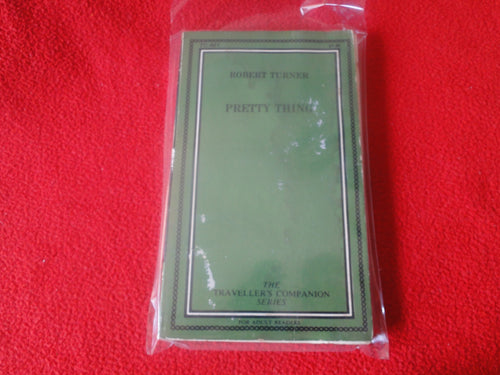 ROBERT TURNER
PRETTY THING
THE
TRAVELLER'S COMPANION
SERIES
FOR ADULT READERS